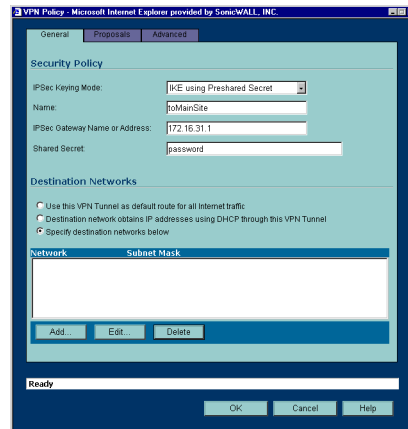 VPN Policy - Microsoft Internet Explorer provided by SonicWALL, INC.
General Proposals Advanced
Security Policy
IPSec Keying Mode: IKE using Preshared Secret
Name: toMainSite
IPSec Gateway Name or Address: 172.16.31.1
Shared Secret: password
Destination Networks
Use this VPN Tunnel as default route for all Internet traffic
Destination network obtains IP addresses using DHCP through this VPN Tunnel
Specify destination networks below
Network Subnet Mask
Add... Edit... Delete
Ready
OK Cancel Help